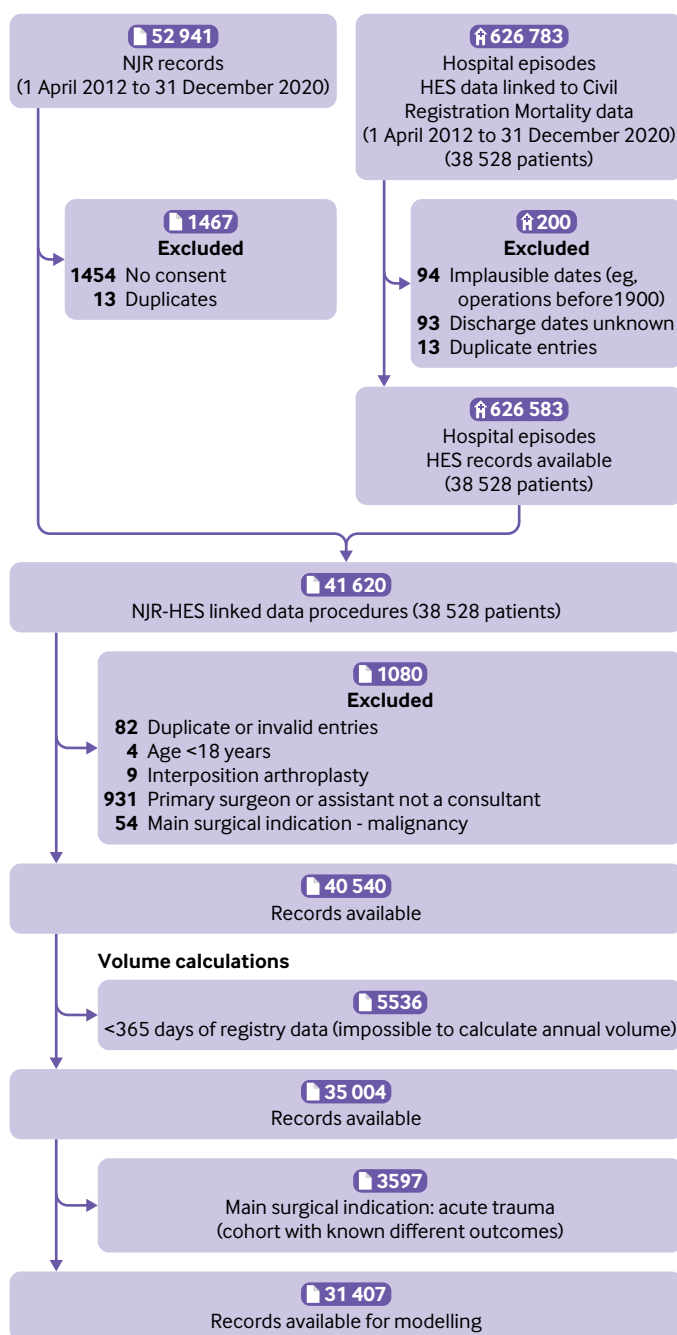 52 941
NJR records
(1 April 2012 to 31 December 2020)
626 783
Hospital episodes
HES data linked to Civil
Registration Mortality data
(1 April 2012 to 31 December 2020)
(38 528 patients)
1467
Excluded
1454 No consent
13 Duplicates
200
Excluded
94 Implausible dates (eg,
operations before1900)
93 Discharge dates unknown
13 Duplicate entries
626 583
Hospital episodes
HES records available
(38 528 patients)
41 620
NJR-HES linked data procedures (38 528 patients)
1080
Excluded
82 Duplicate or invalid entries
4 Age <18 years
9 Interposition arthroplasty
931 Primary surgeon or assistant not a consultant
54 Main surgical indication - malignancy
40 540
Records available
Volume calculations
5536
<365 days of registry data (impossible to calculate annual volume)
35 004
Records available
3597
Main surgical indication: acute trauma
(cohort with known different outcomes)
31 407
Records available for modelling